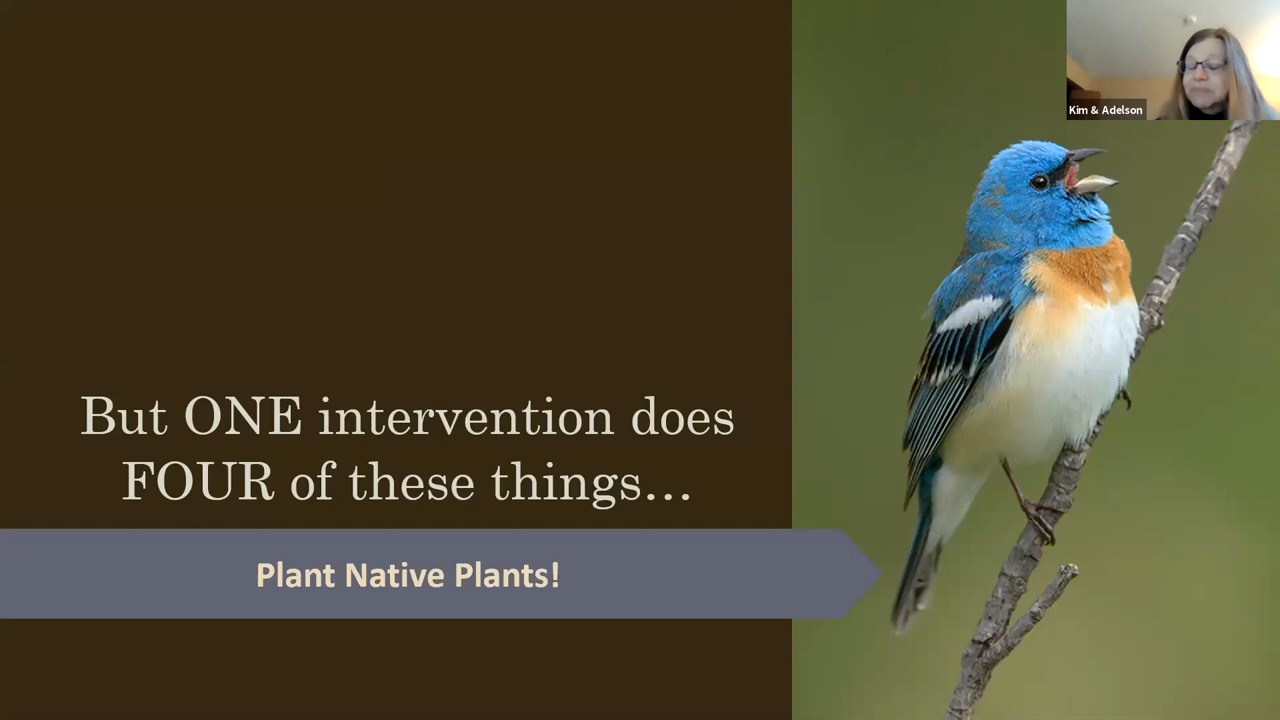 Kim & Adelson
But ONE intervention does
FOUR of these things...
Plant Native Plants!